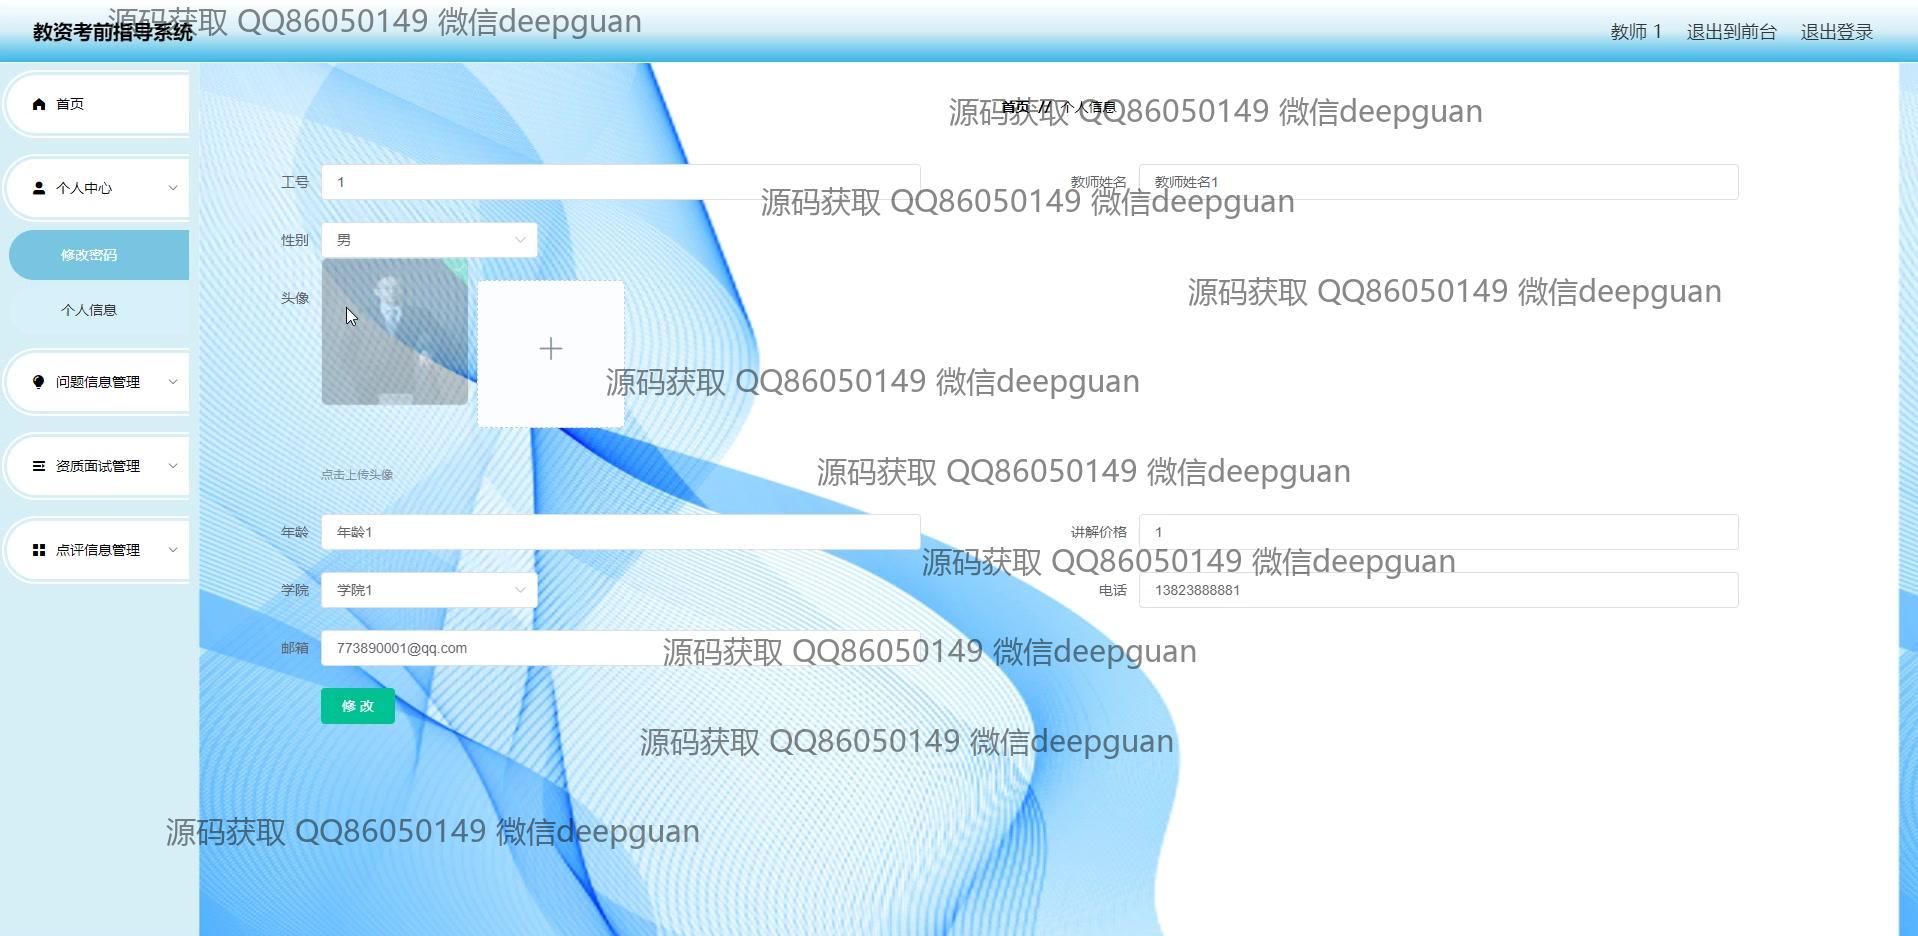 源码获取 QQ86050149 微信deepguan
教资考前指导系统
教师 1 退出到前台 退出登录
首页
源码获取 QQ86050149 微信deepguan
首页 // 个人信息
个人中心
工号 1
教师姓名 教师姓名1
源码获取 QQ86050149 微信deepguan
性别 男
修改密码
源码获取 QQ86050149 微信deepguan
头像
个人信息
问题信息管理
源码获取 QQ86050149 微信deepguan
资质面试管理
源码获取 QQ86050149 微信deepguan
点击上传头像
年龄 年龄1
讲解价格 1
点评信息管理
源码获取 QQ86050149 微信deepguan
学院 学院1
电话 13823888881
邮箱 773890001@qq.com
源码获取 QQ86050149 微信deepguan
修 改
源码获取 QQ86050149 微信deepguan
源码获取 QQ86050149 微信deepguan